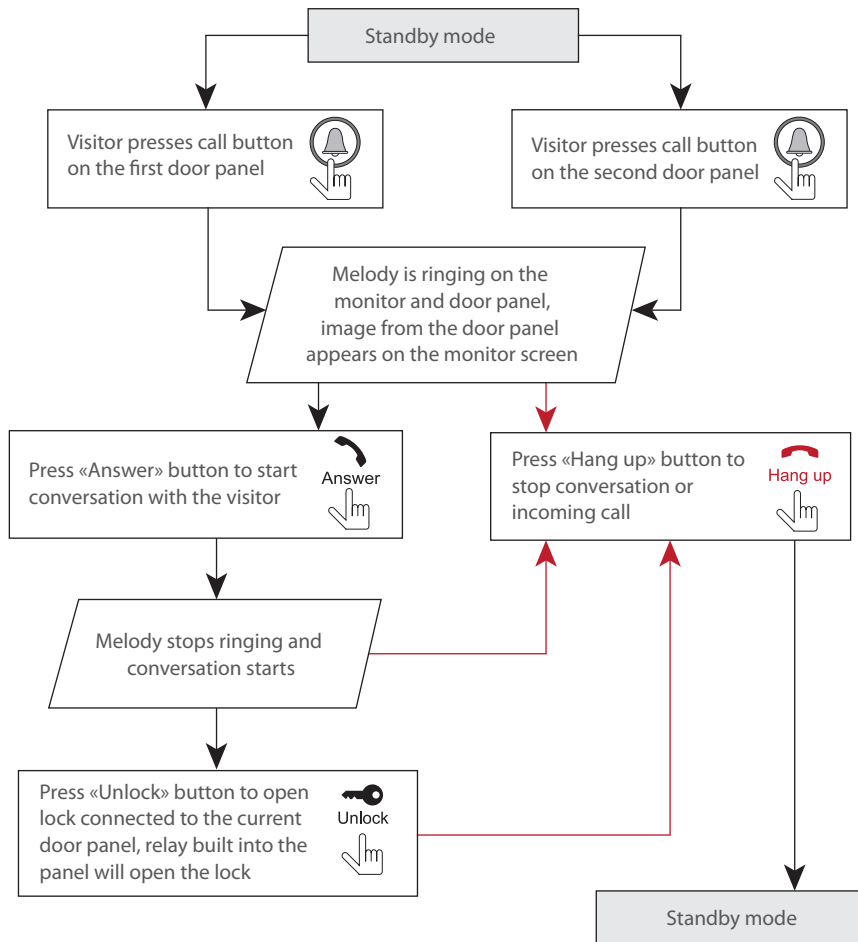 Standby mode
Visitor presses call button
on the first door panel
Visitor presses call button
on the second door panel
Melody is ringing on the
monitor and door panel,
image from the door panel
appears on the monitor screen
Press «Answer» button to start
conversation with the visitor
Answer
Press «Hang up» button to
stop conversation or
incoming call
Hang up
Melody stops ringing and
conversation starts
Press «Unlock» button to open
lock connected to the current
door panel, relay built into the
panel will open the lock
Unlock
Standby mode